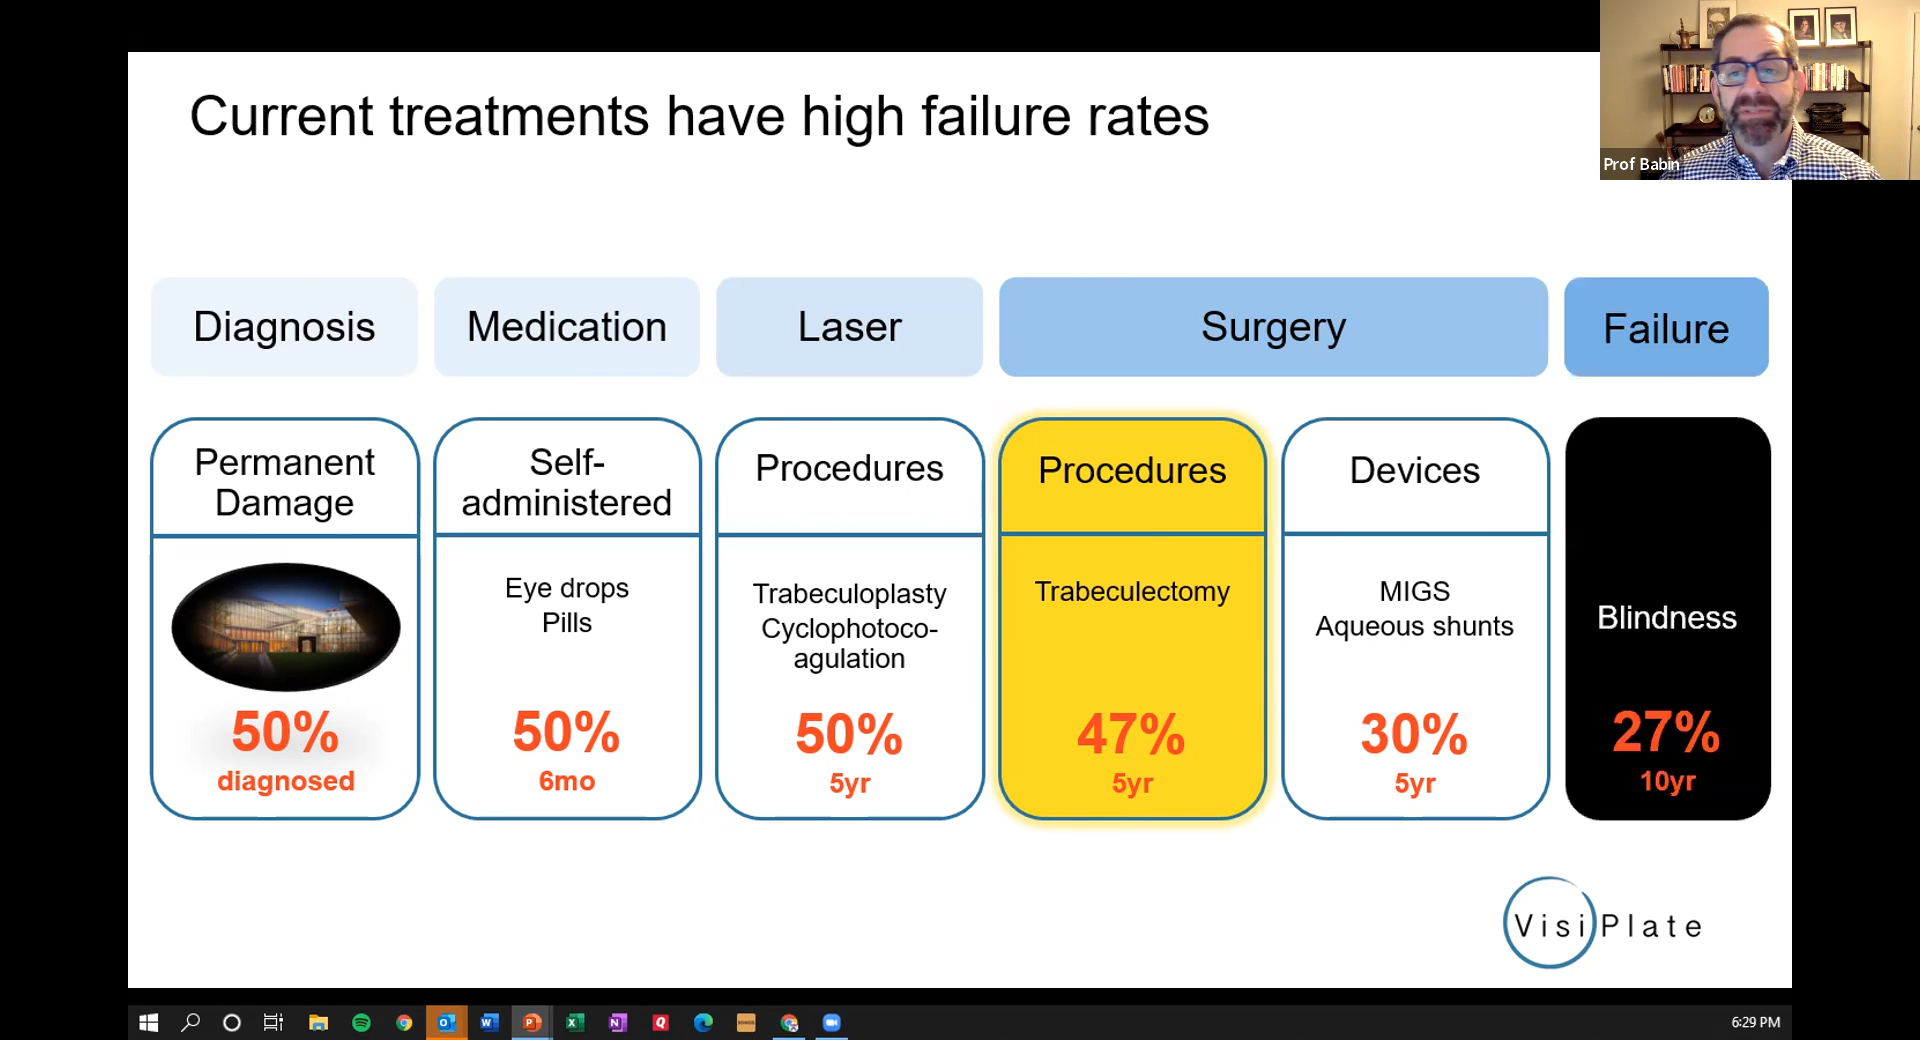 Current treatments have high failure rates
Prof Babin
Diagnosis
Medication
Laser
Surgery
Failure
Permanent
Damage
50%
diagnosed
Self-
administered
Eye drops
Pills
50%
6mo
Procedures
Trabeculoplasty
Cyclophotoco-
agulation
50%
5yr
Procedures
Trabeculectomy
47%
5yr
Devices
MIGS
Aqueous shunts
30%
5yr
Blindness
27%
10yr
VisiPlate
6:29 PM